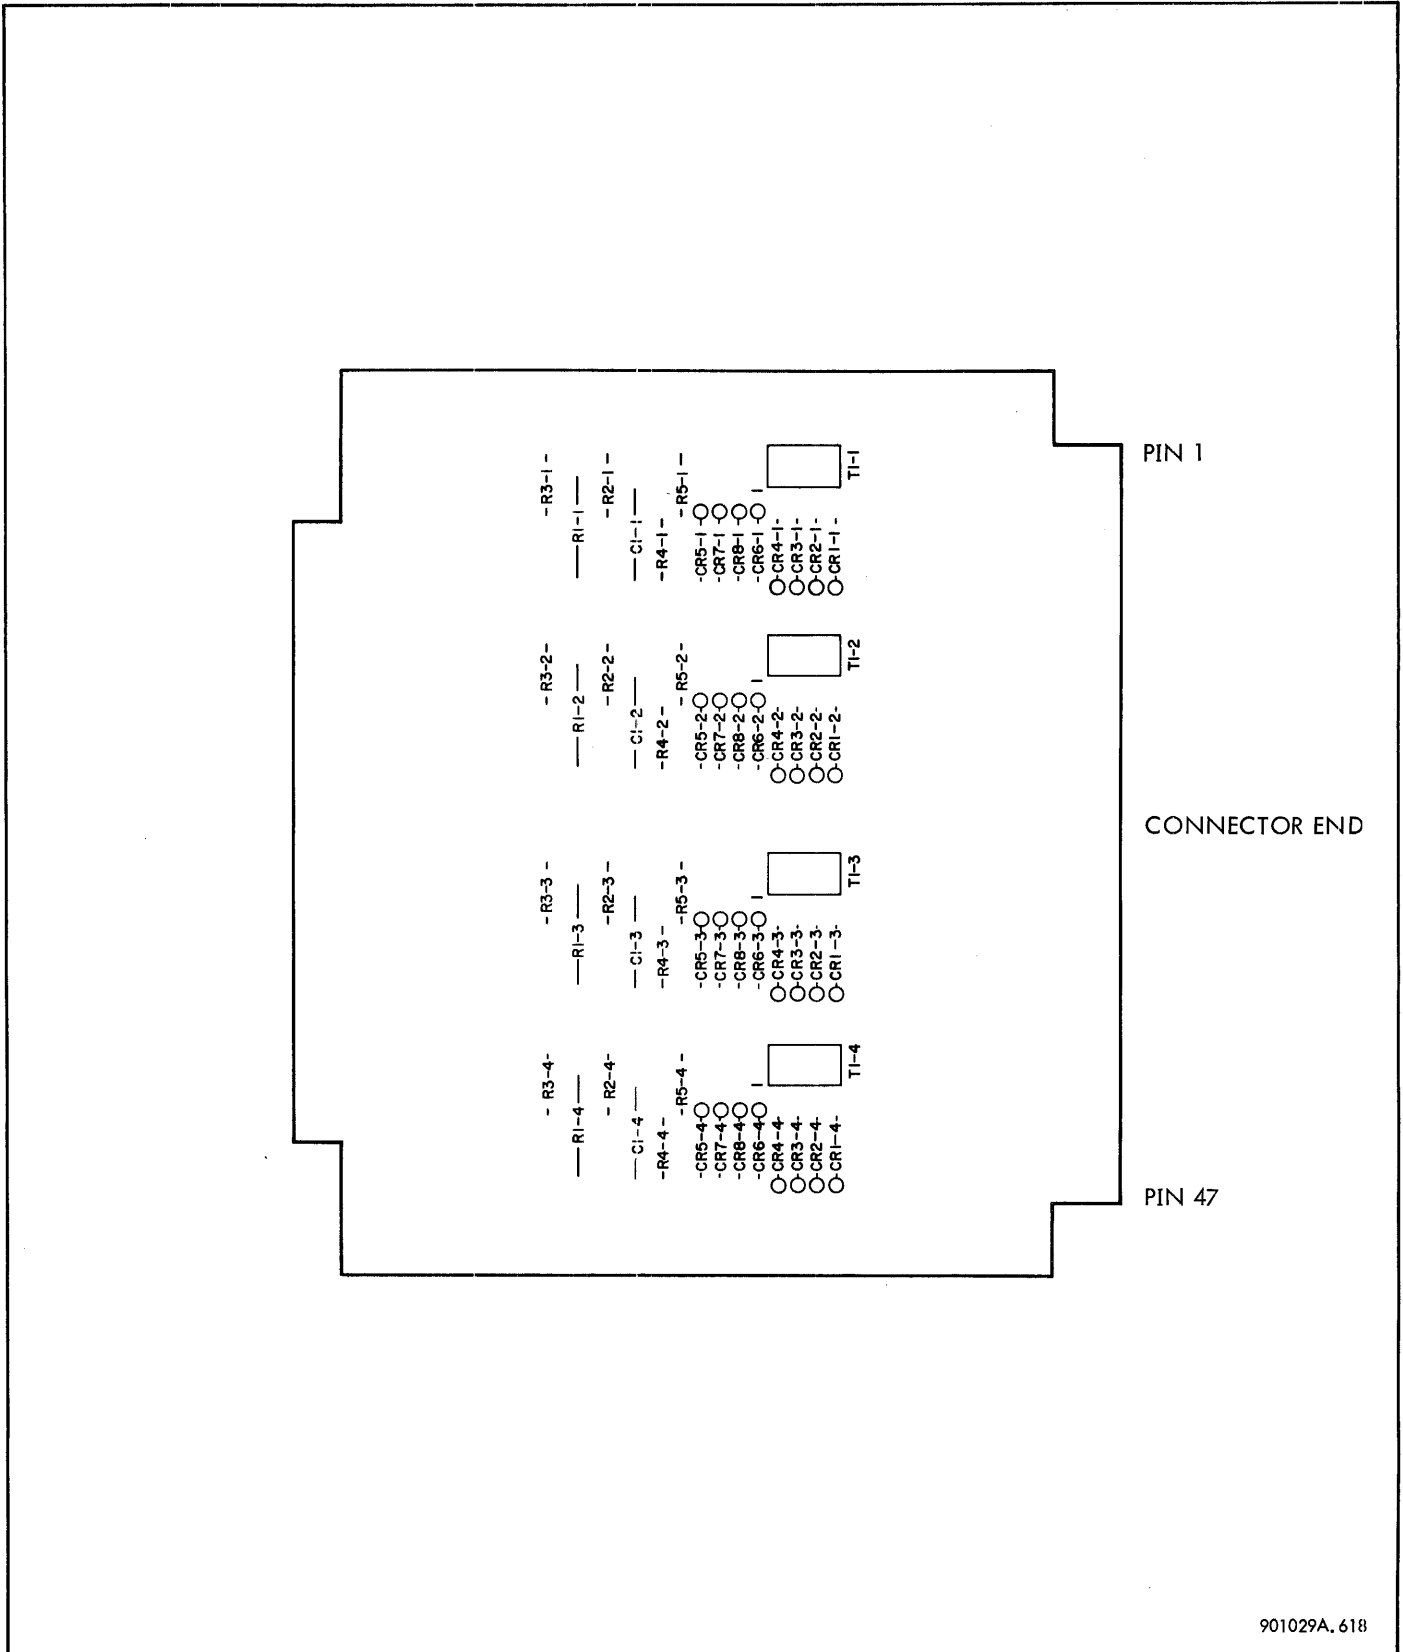 PIN 1
- R3-1 -
— R1-1 —
- R2-1 -
— C1-1 —
-R4-1 -
-R5-1 -
-CR5-1
-CR7-1
-CR8-1
-CR6-1
1
-CR4-1-
-CR3-1-
-CR2-1-
-CR1-1-
T1-1
- R3-2-
— R1-2 —
- R2-2-
— C1-2 —
-R4-2 -
-R5-2-
-CR5-2
-CR7-2
-CR8-2
-CR6-2
1
-CR4-2-
-CR3-2-
-CR2-2-
-CR1-2-
T1-2
CONNECTOR END
- R3-3 -
— R1-3 —
- R2-3 -
— C1-3 —
-R4-3 -
-R5-3 -
-CR5-3
-CR7-3
-CR8-3
-CR6-3
1
-CR4-3-
-CR3-3-
-CR2-3-
-CR1-3-
T1-3
- R3-4-
— R1-4 —
- R2-4-
— C1-4 —
-R4-4 -
-R5-4 -
-CR5-4
-CR7-4
-CR8-4
-CR6-4
1
-CR4-4-
-CR3-4-
-CR2-4-
-CR1-4-
T1-4
PIN 47
901029A.618